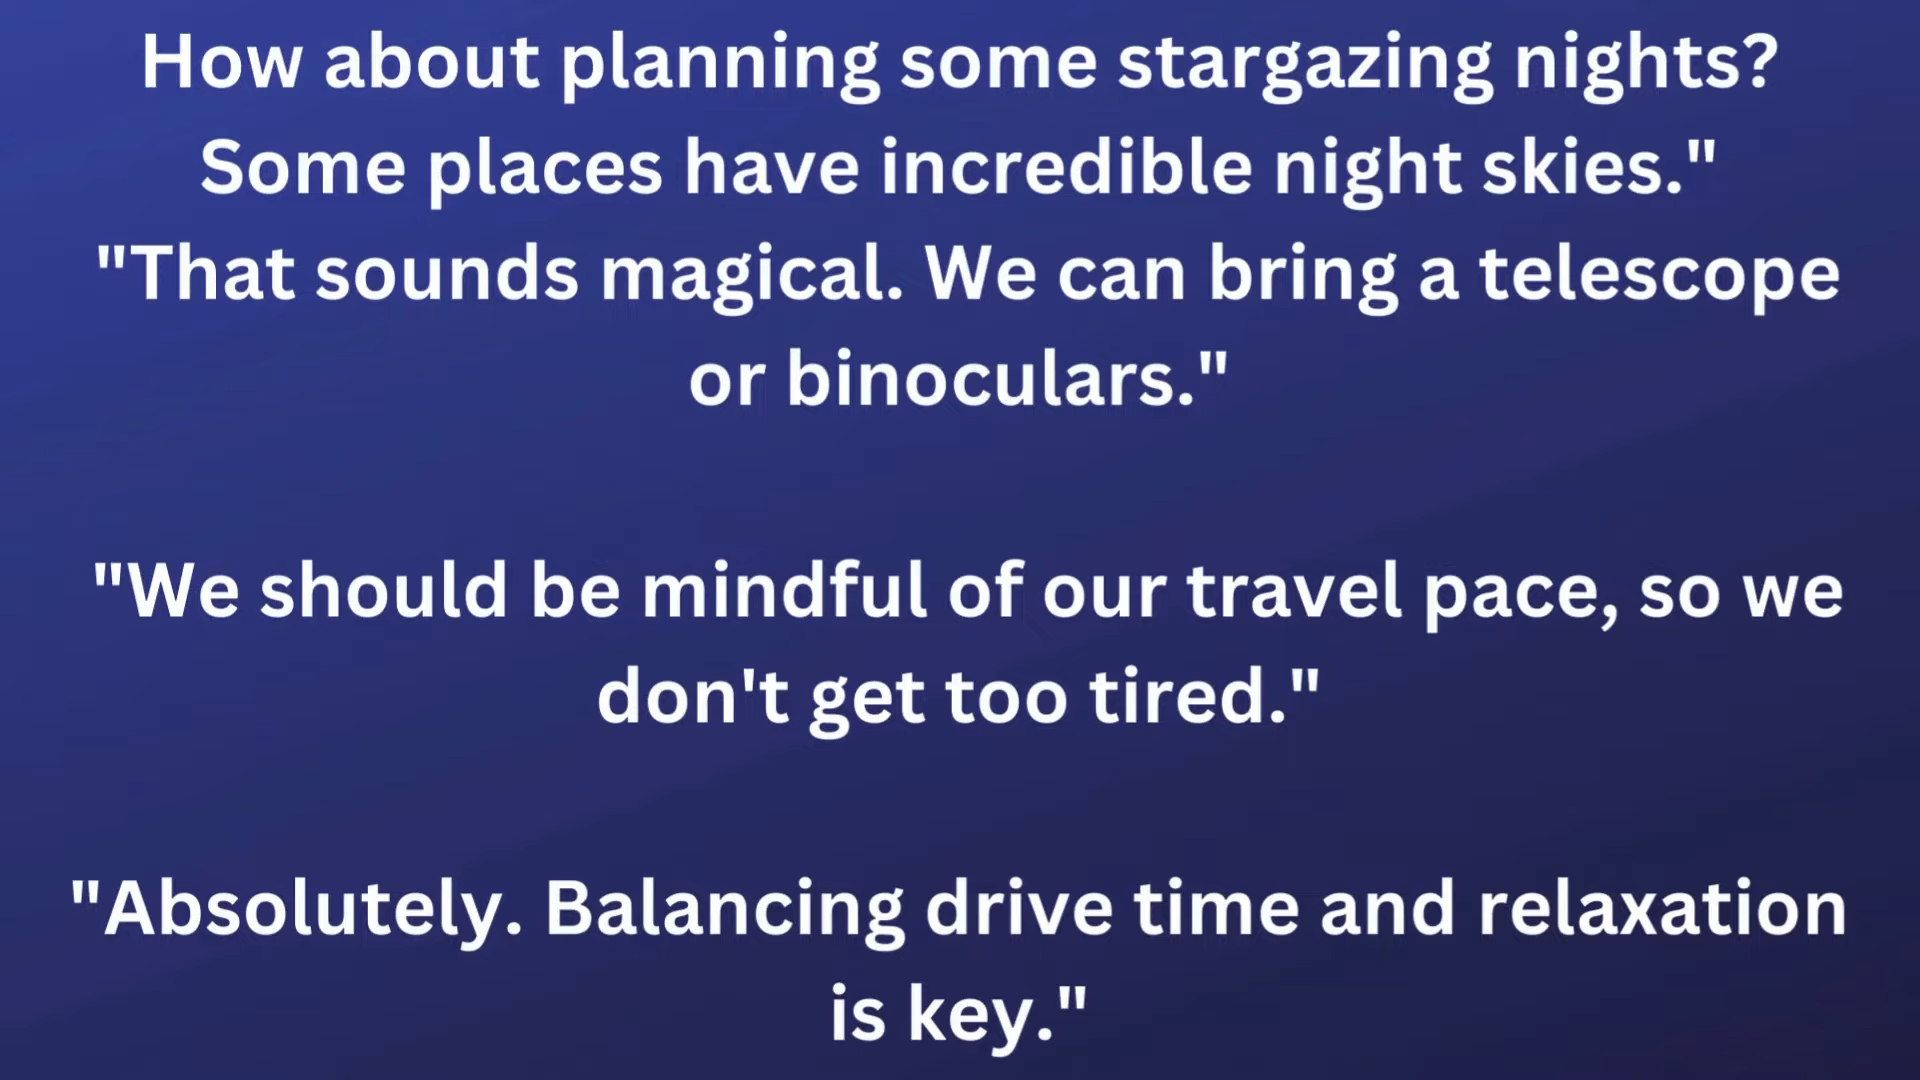 How about planning some stargazing nights?
Some places have incredible night skies."
"That sounds magical. We can bring a telescope
or binoculars."
"We should be mindful of our travel pace, so we
don't get too tired."
"Absolutely. Balancing drive time and relaxation
is key."